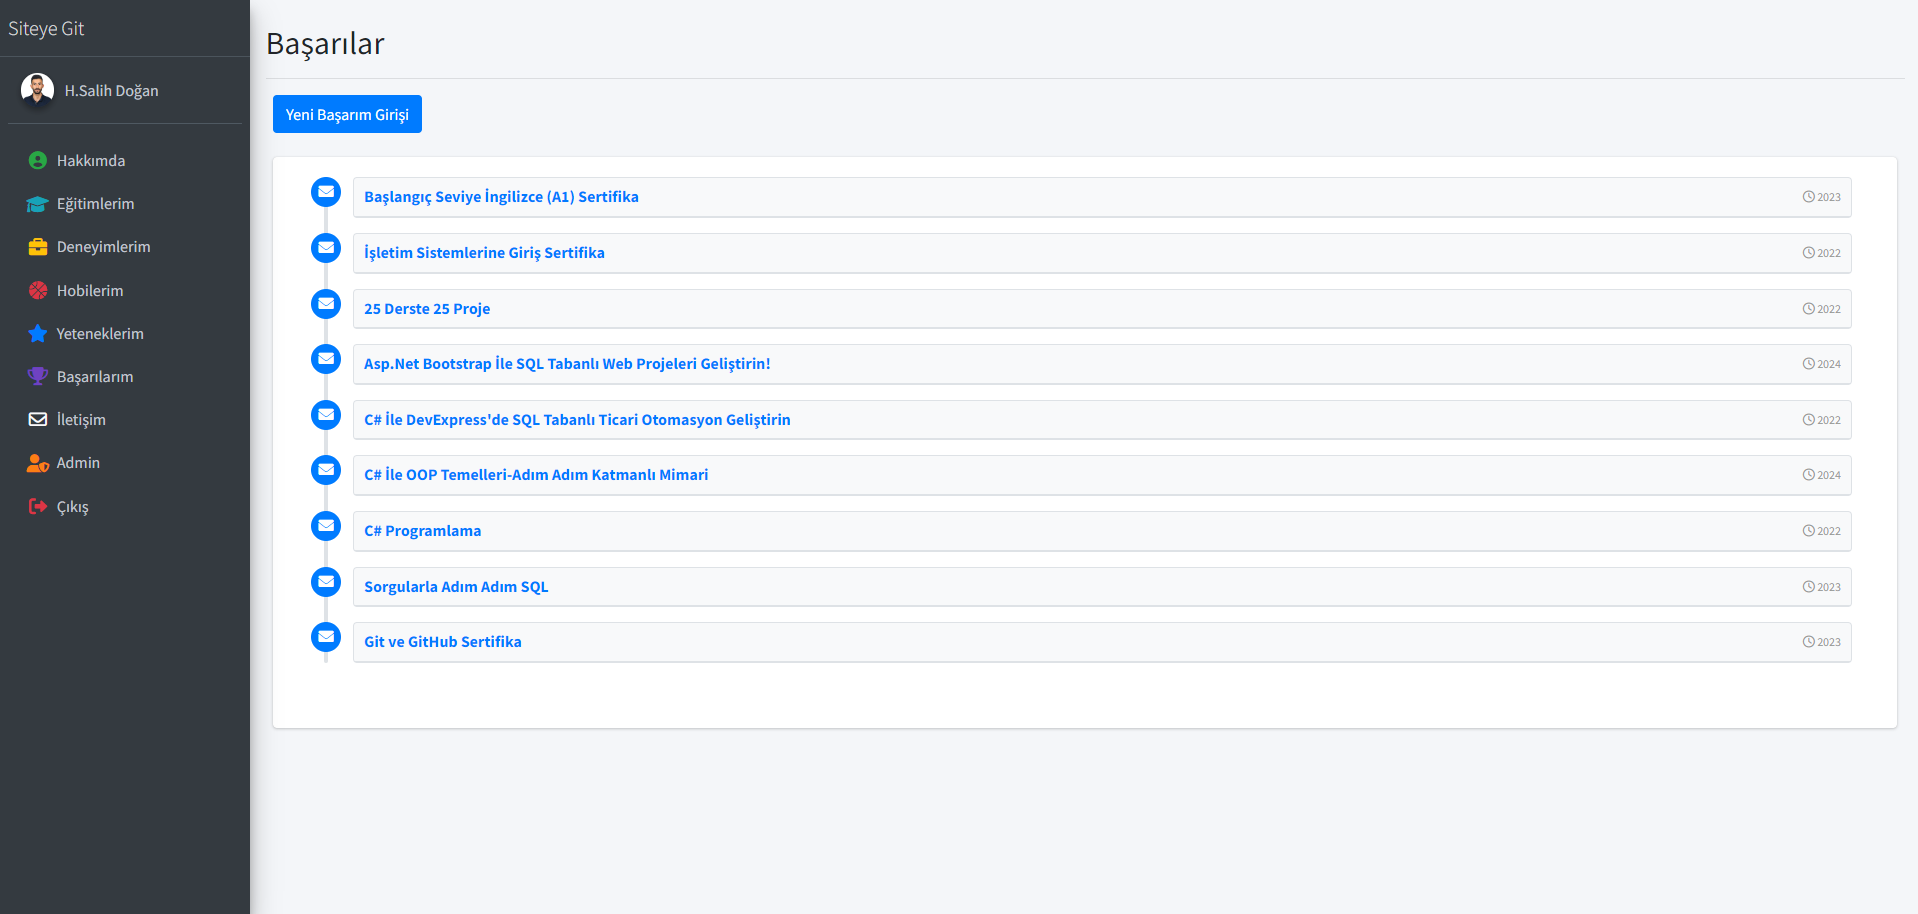 Siteye Git
H.Salih Doğan
Hakkımda
Eğitimlerim
Deneyimlerim
Hobilerim
Yeteneklerim
Başarılarım
İletişim
Admin
Çıkış
Başarılar
Yeni Başarım Girişi
Başlangıç Seviye İngilizce (A1) Sertifika 2023
İşletim Sistemlerine Giriş Sertifika 2022
25 Derste 25 Proje 2022
Asp.Net Bootstrap İle SQL Tabanlı Web Projeleri Geliştirin! 2024
C# İle DevExpress'de SQL Tabanlı Ticari Otomasyon Geliştirin 2022
C# İle OOP Temelleri-Adım Adım Katmanlı Mimari 2024
C# Programlama 2022
Sorgularla Adım Adım SQL 2023
Git ve GitHub Sertifika 2023